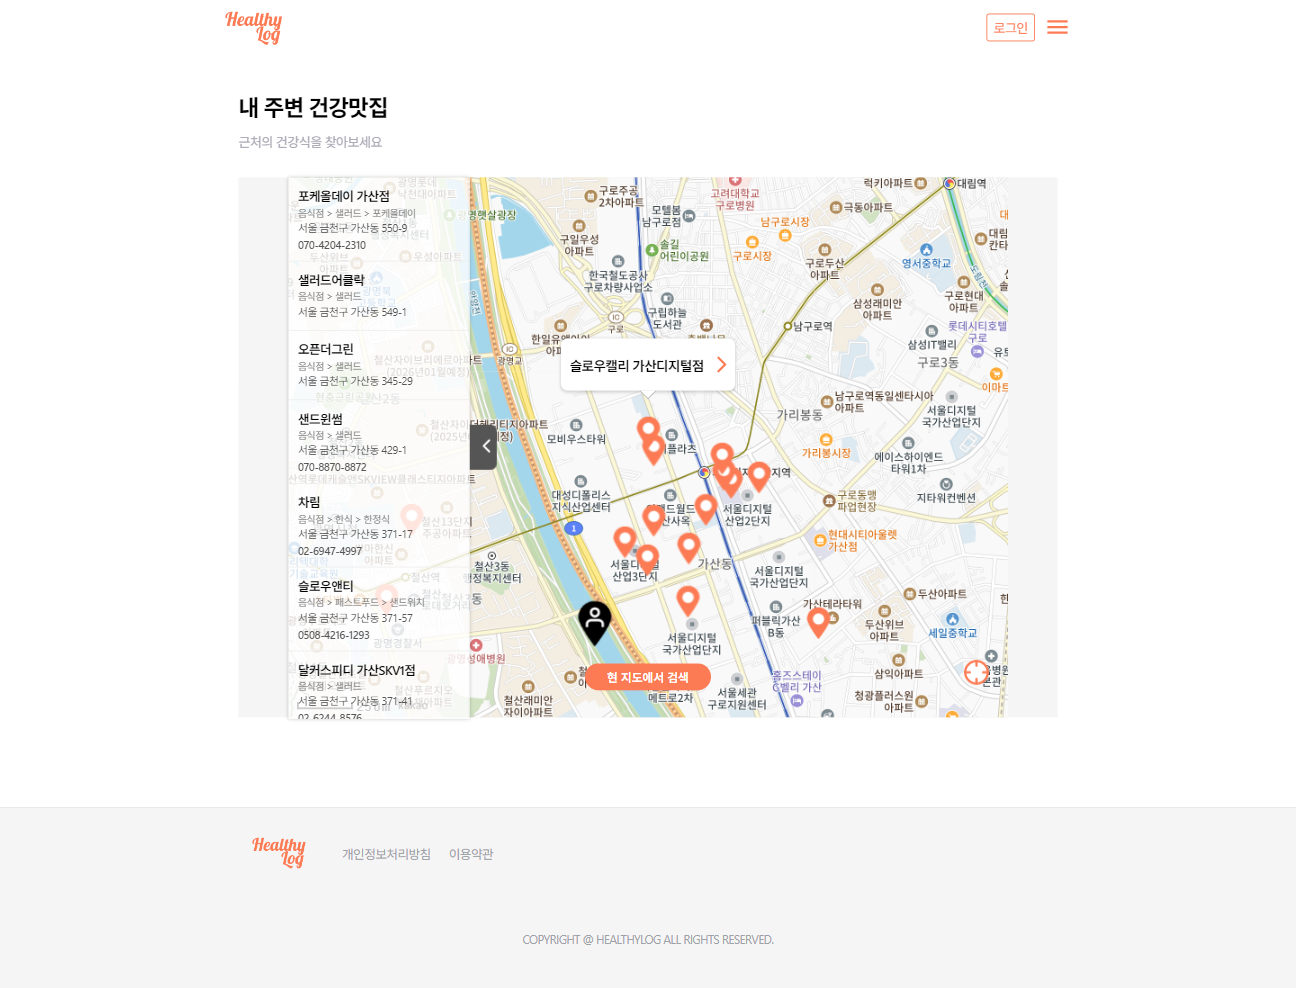 Healthy
Log
로그인
내 주변 건강맛집
근처의 건강식을 찾아보세요
포케올데이 가산점
음식점 > 샐러드 > 포케올데이
서울 금천구 가산동 550-9
070-4204-2310
샐러드어클락
음식점 > 샐러드
서울 금천구 가산동 549-1
오픈더그린
음식점 > 샐러드
서울 금천구 가산동 345-29
샌드윈썸
음식점 > 샐러드
서울 금천구 가산동 429-1
070-8870-8872
차림
음식점 > 한식 > 한정식
서울 금천구 가산동 371-17
02-6947-4997
슬로우앤티
음식점 > 패스트푸드 > 샌드위치
서울 금천구 가산동 371-57
0508-4216-1293
달커스피디 가산SKV1점
음식점 > 샐러드
서울 금천구 가산동 371-41
02-6244-8576
구로주공
2차아파트
고려대학교
구로병원
럭키아파트
대림역
모텔봄
남구로점
남구로시장
극동아파트
구일우성
아파트
솔길
어린이공원
구로시장
구로두산
아파트
영서중학교
한국철도공사
구로차량사업소
구립하늘
도서관
삼성래미안
아파트
구로현대
아파트
도림천
IC
구로
남구로역
롯데시티호텔
구로
삼성IT밸리
구로3동
이마트
IC
광명교
안양천
슬로우캘리 가산디지털점
남구로역동일센타시아
아파트
가리봉동
서울디지털
국가산업단지
모비우스타워
가리봉시장
에이스하이엔드
타워1차
대성디폴리스
지식산업센터
서울디지털
산업2단지
구로동맹
파업현장
지타워컨벤션
1
현대시티아울렛
가산점
가산동
서울디지털
국가산업단지
산업3단지
철산3동
행정복지센터
가산테라타워
퍼블릭가산
B동
두산아파트
두산위브
아파트
세일중학교
서울디지털
국가산업단지
광명성애병원
삼익
아파트
홈즈스테이
G밸리 가산
현 지도에서 검색
메트로2차
서울세관
구로지원센터
청광플러스원
아파트
철산래미안
자이아파트
Healthy
Log
개인정보처리방침
이용약관
COPYRIGHT @ HEALTHYLOG ALL RIGHTS RESERVED.